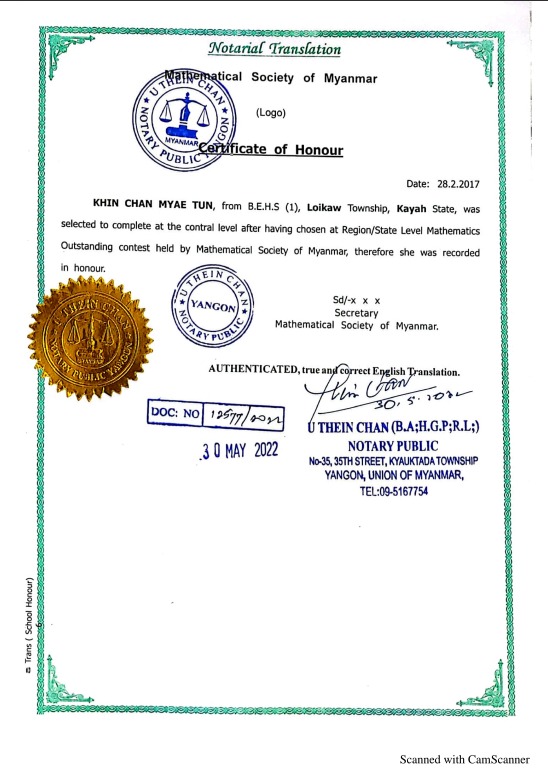 Notarial Translation
Mathematical Society of Myanmar
(Logo)
U THEIN CHAN
MYANMAR
NOTARY PUBLIC YANGON
Certificate of Honour
Date: 28.2.2017
KHIN CHAN MYAE TUN, from B.E.H.S (1), Loikaw Township, Kayah State, was
selected to complete at the contral level after having chosen at Region/State Level Mathematics
Outstanding contest held by Mathematical Society of Myanmar, therefore she was recorded
in honour.
U THEIN CHAN
YANGON
NOTARY PUBLIC
Sd/-x x x
Secretary
Mathematical Society of Myanmar.
U THEIN CHAN
NOTARY PUBLIC YANGON
AUTHENTICATED, true and correct English Translation.
30.5.2022
DOC: NO 12577/2022
30 MAY 2022
U THEIN CHAN (B.A;H.G.P;R.L;)
NOTARY PUBLIC
No-35, 35TH STREET, KYAUKTADA TOWNSHIP
YANGON, UNION OF MYANMAR,
TEL:09-5167754
Trans ( School Honour)
Scanned with CamScanner